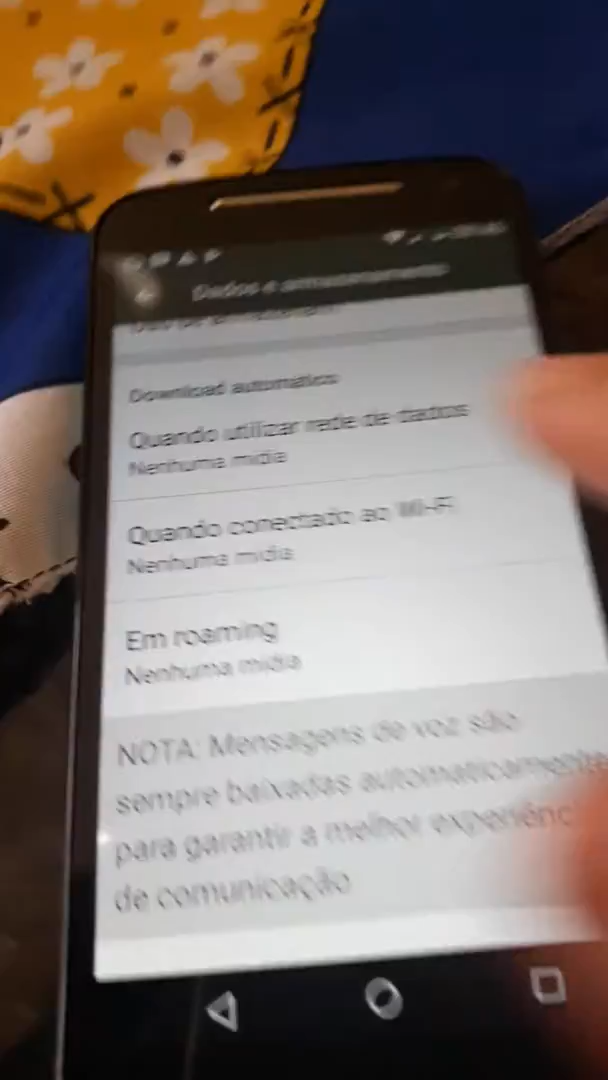 Dados e armazenamento
Download automático
Quando utilizar rede de dados
Nenhuma mídia
Quando conectado ao Wi-Fi
Nenhuma mídia
Em roaming
Nenhuma mídia
NOTA: Mensagens de voz são
sempre baixadas automaticamente
para garantir a melhor experiênc
de comunicação